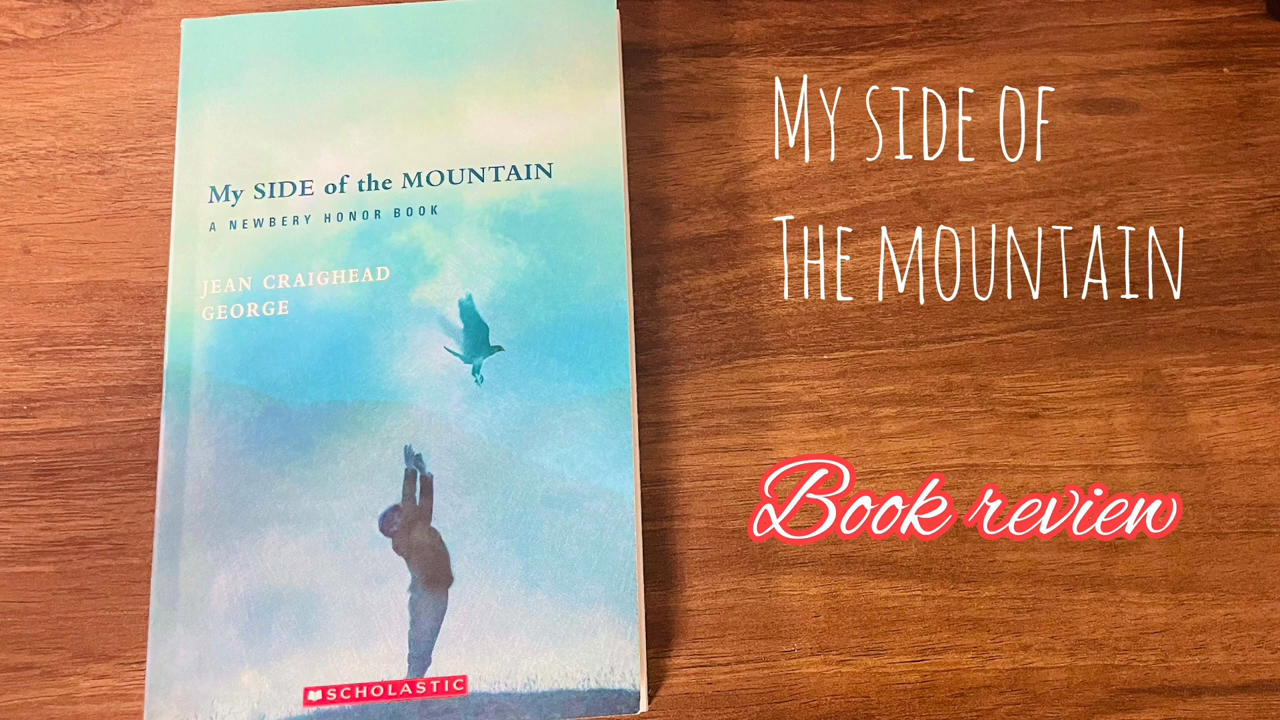 My SIDE of the MOUNTAIN
A NEWBERY HONOR BOOK
JEAN CRAIGHEAD
GEORGE
SCHOLASTIC
My side of
The mountain
Book review